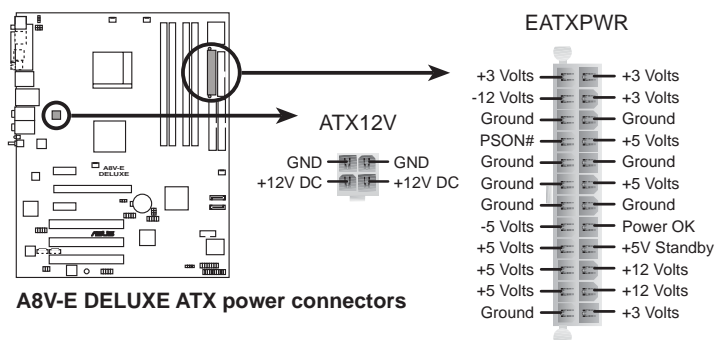 EATXPWR
+3 Volts +3 Volts
-12 Volts +3 Volts
Ground Ground
PSON# +5 Volts
Ground Ground
Ground +5 Volts
Ground Ground
-5 Volts Power OK
+5 Volts +5V Standby
+5 Volts +12 Volts
+5 Volts +12 Volts
Ground +3 Volts
ATX12V
GND GND
+12V DC +12V DC
A8V-E
DELUXE
ASUS
A8V-E DELUXE ATX power connectors